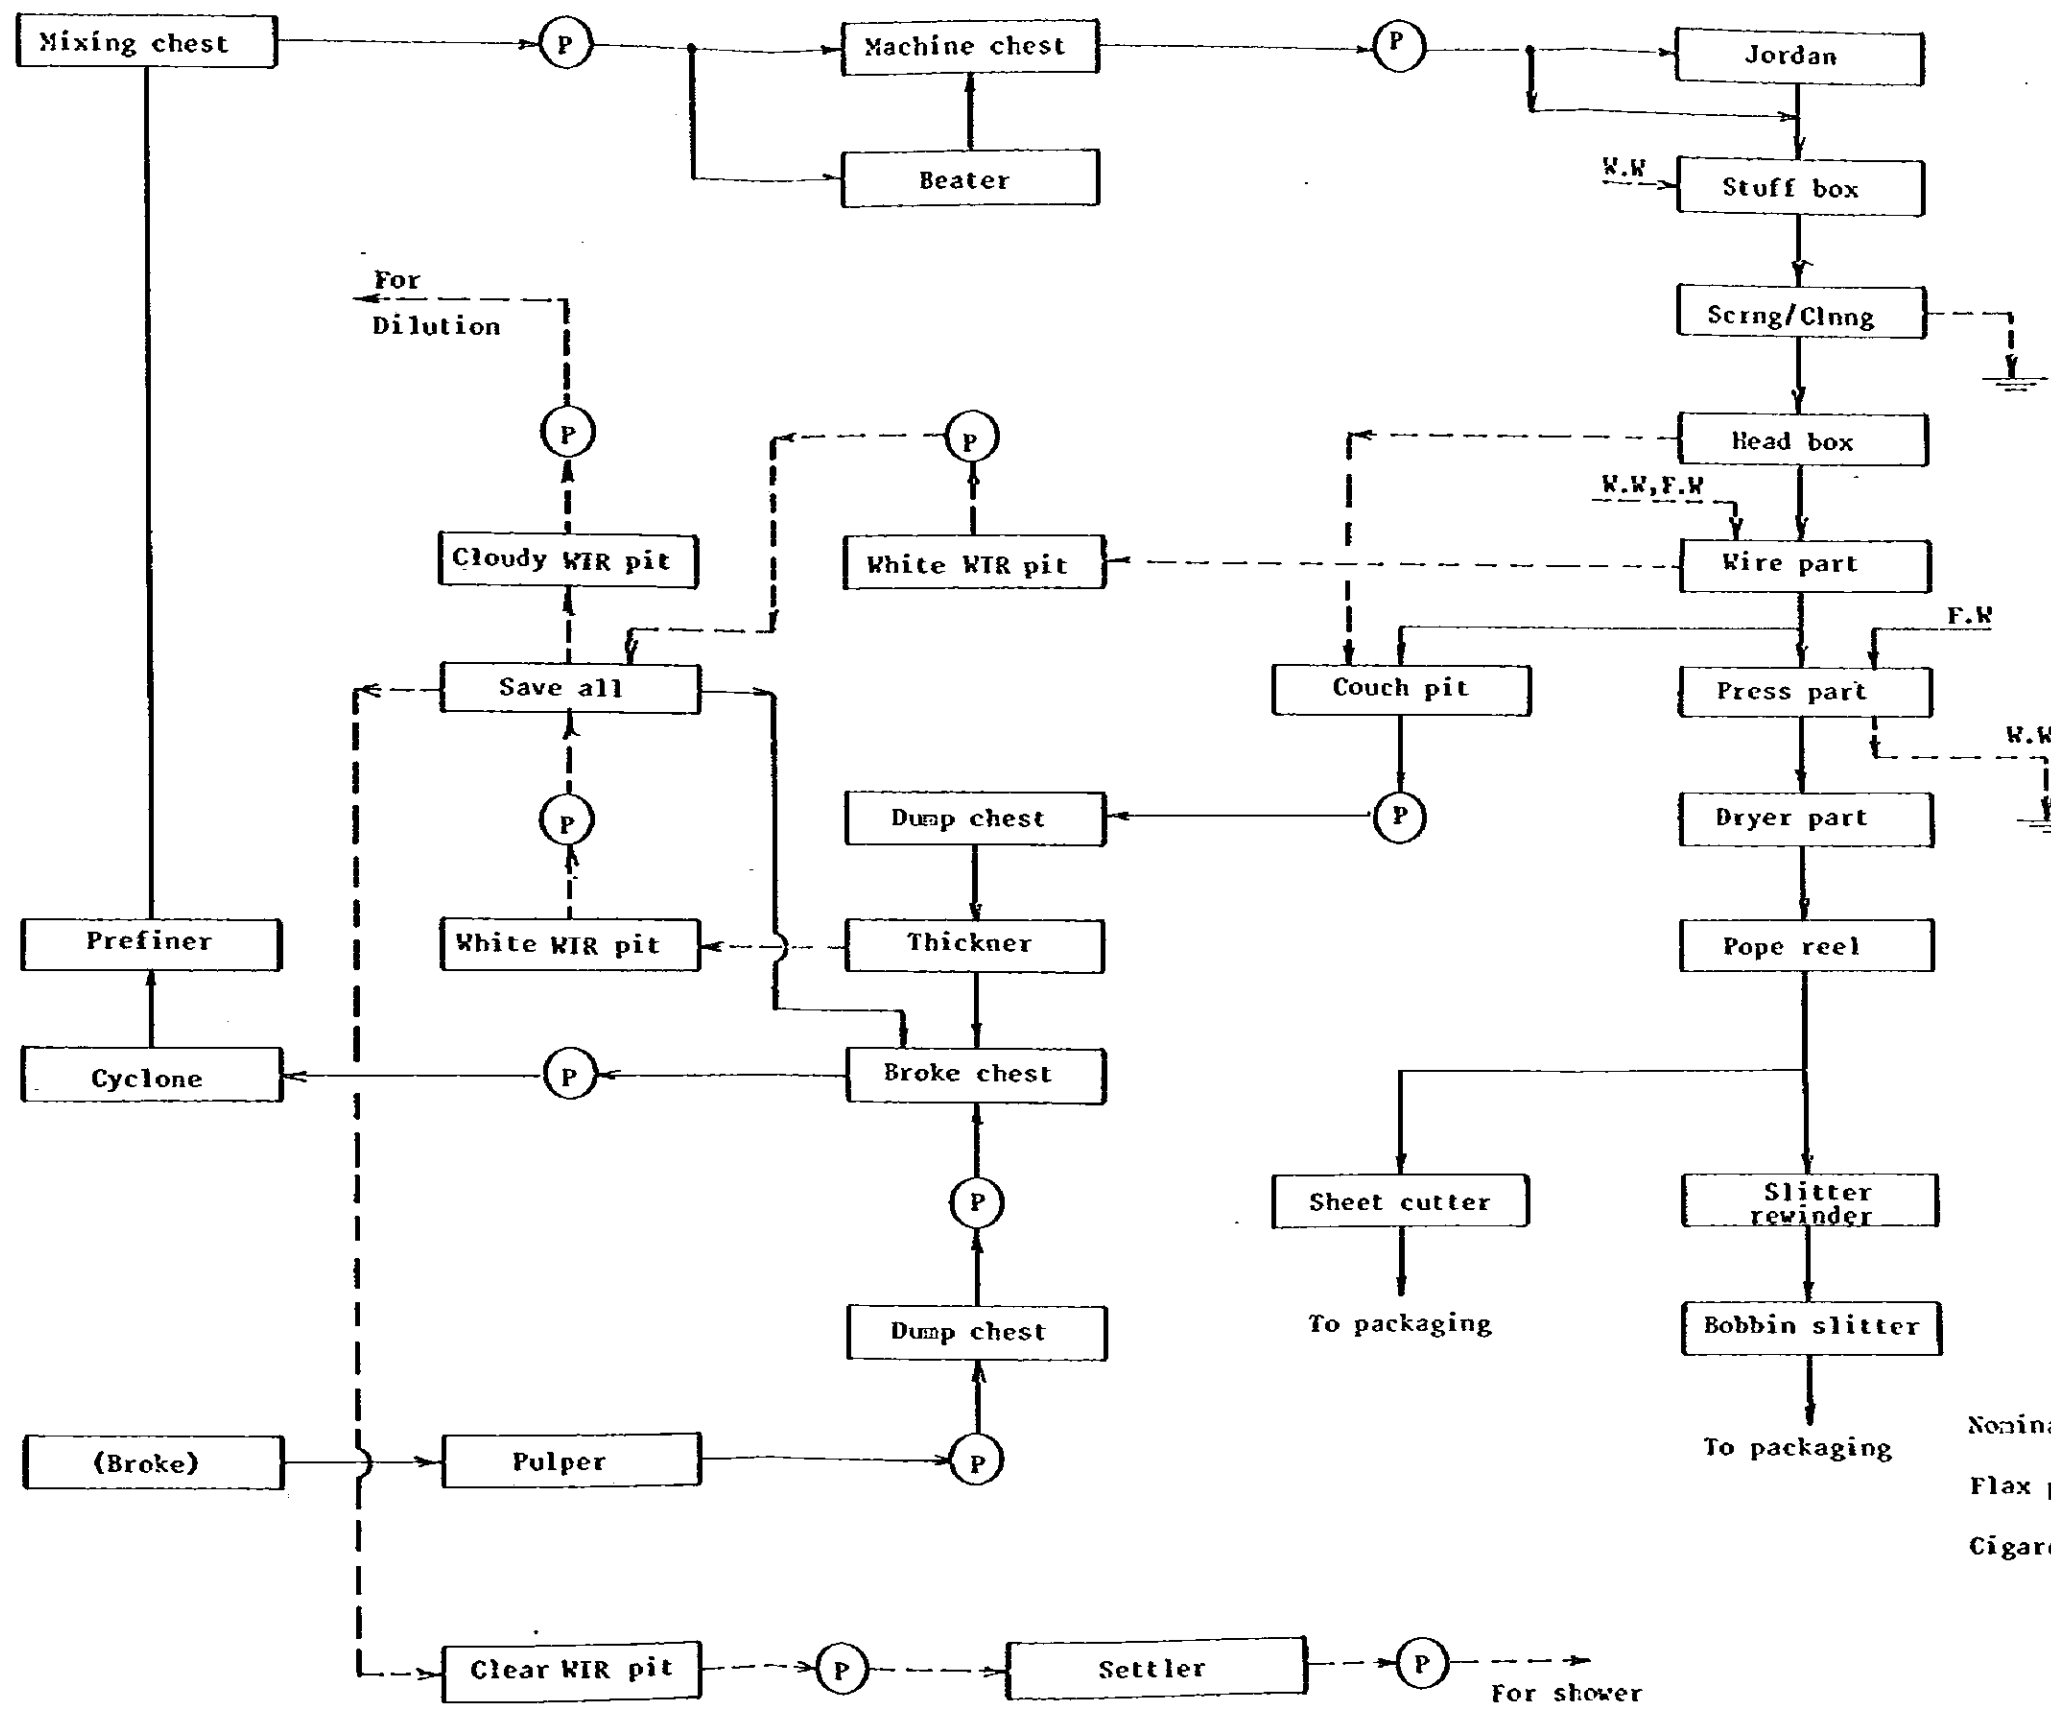 Mixing chest
P
Machine chest
P
Jordan
Beater
W.W
Stuff box
For
Dilution
Scrng/Clnng
P
P
Head box
W.W,F.W
Cloudy WTR pit
White WTR pit
Wire part
F.W
Save all
Couch pit
Press part
W.W
P
Dump chest
P
Dryer part
Prefiner
White WTR pit
Thickner
Pope reel
Cyclone
P
Broke chest
P
Sheet cutter
Slitter
rewinder
Dump chest
To packaging
Bobbin slitter
(Broke)
Pulper
P
To packaging
Nomina
Flax p
Cigare
Clear WTR pit
P
Settler
P
For shower